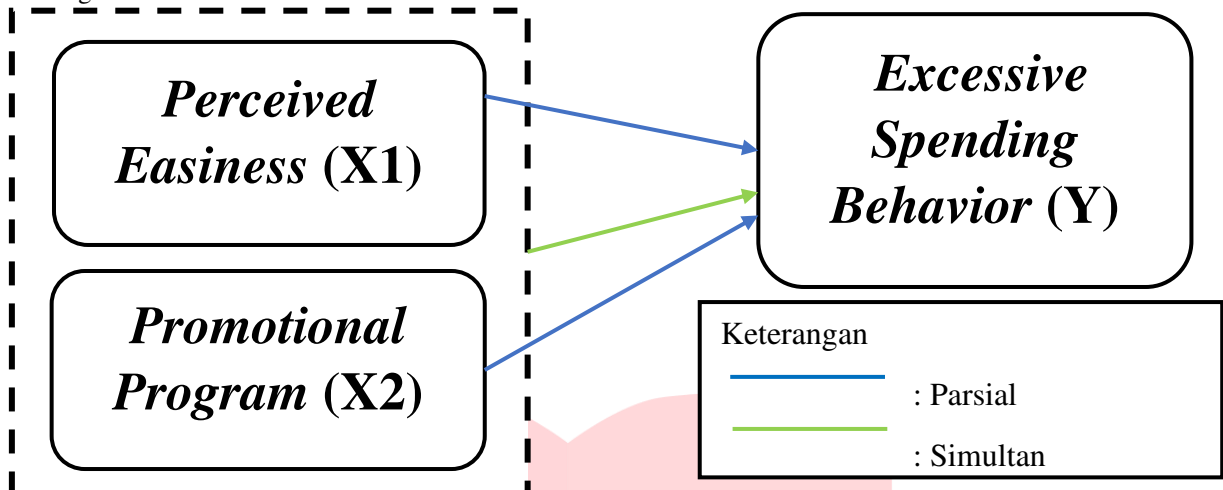 Perceived
Easiness (X1)
Promotional
Program (X2)
Excessive
Spending
Behavior (Y)
Keterangan
: Parsial
: Simultan